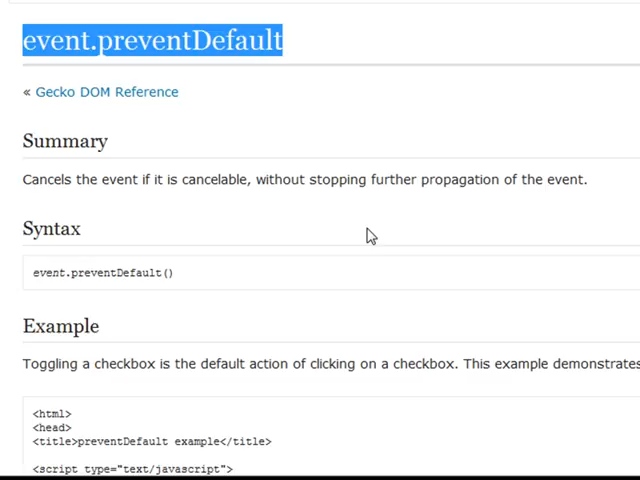 event.preventDefault
« Gecko DOM Reference
Summary
Cancels the event if it is cancelable, without stopping further propagation of the event.
Syntax
event.preventDefault()
Example
Toggling a checkbox is the default action of clicking on a checkbox. This example demonstrates
<html>
<head>
<title>preventDefault example</title>
<script type="text/javascript">